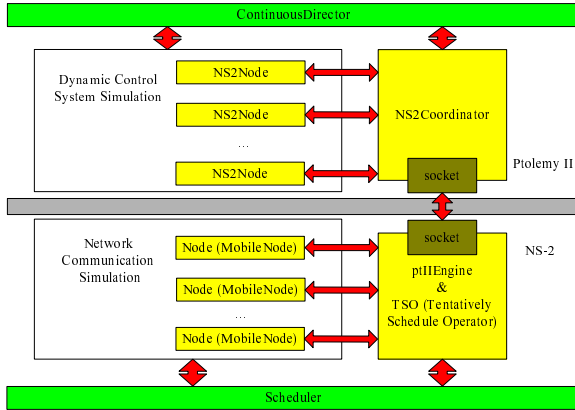 ContinuousDirector
Dynamic Control
System Simulation
NS2Node
NS2Node
...
NS2Node
NS2Coordinator
socket
Ptolemy II
Network
Communication
Simulation
Node (MobileNode)
Node (MobileNode)
...
Node (MobileNode)
socket
ptIIEngine
&
TSO (Tentatively
Schedule Operator)
NS-2
Scheduler